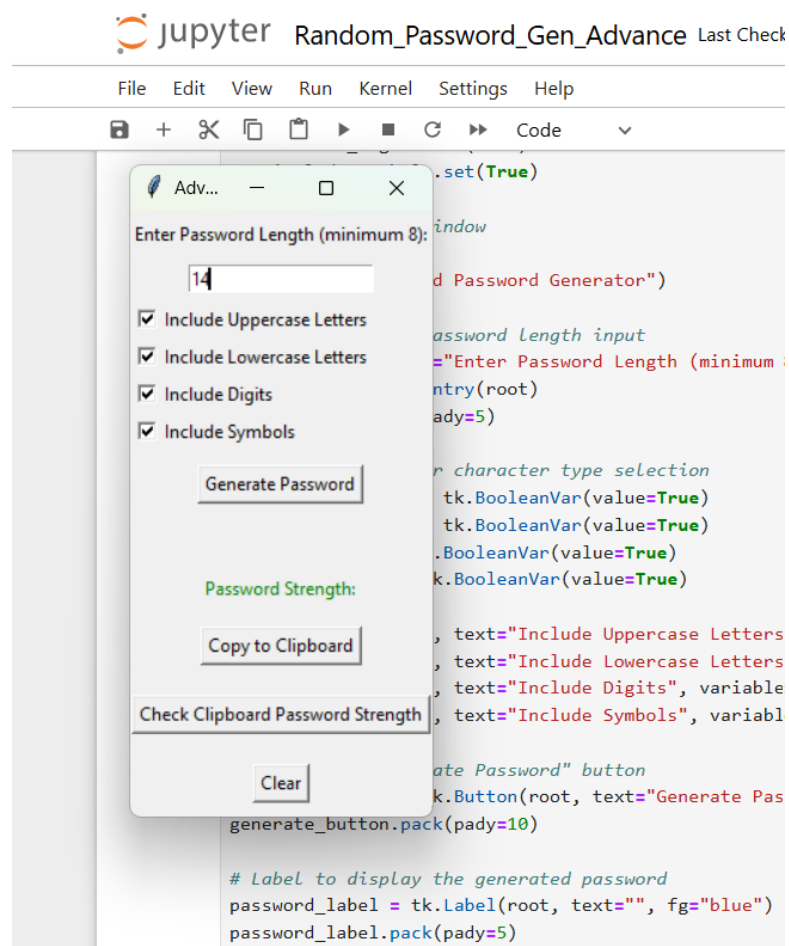 jupyter Random_Password_Gen_Advance Last Check
File Edit View Run Kernel Settings Help
Code
.set(True)
Adv...
indow
Enter Password Length (minimum 8):
14
d Password Generator")
Include Uppercase Letters
assword length input
Include Lowercase Letters
="Enter Password Length (minimum
ntry(root)
Include Digits
ady=5)
Include Symbols
r character type selection
Generate Password
tk.BooleanVar(value=True)
tk.BooleanVar(value=True)
.BooleanVar(value=True)
k.BooleanVar(value=True)
Password Strength:
, text="Include Uppercase Letters
Copy to Clipboard
, text="Include Lowercase Letters
, text="Include Digits", variable
Check Clipboard Password Strength
, text="Include Symbols", variabl
ate Password" button
Clear
k.Button(root, text="Generate Pas
generate_button.pack(pady=10)
# Label to display the generated password
password_label = tk.Label(root, text="", fg="blue")
password_label.pack(pady=5)